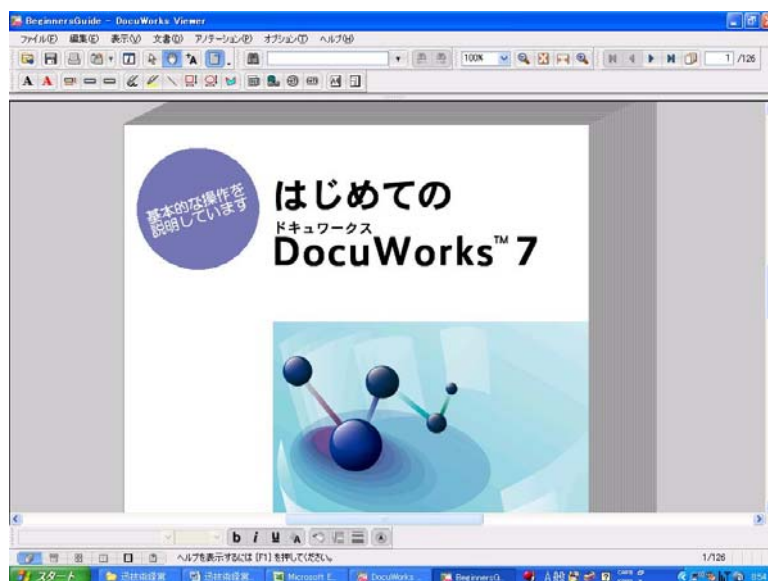 BeginnersGuide - DocuWorks Viewer
ファイル(F) 編集(E) 表示(V) 文書(D) アノテーション(P) オプション(T) ヘルプ(H)
100% 1 /126
基本的な操作を
説明しています
はじめての
ドキュワークス
DocuWorks™ 7
b i U A
ヘルプを表示するには [F1] を押してください。 1/126
スタート Microsoft E... DocuWorks ... BeginnersG...